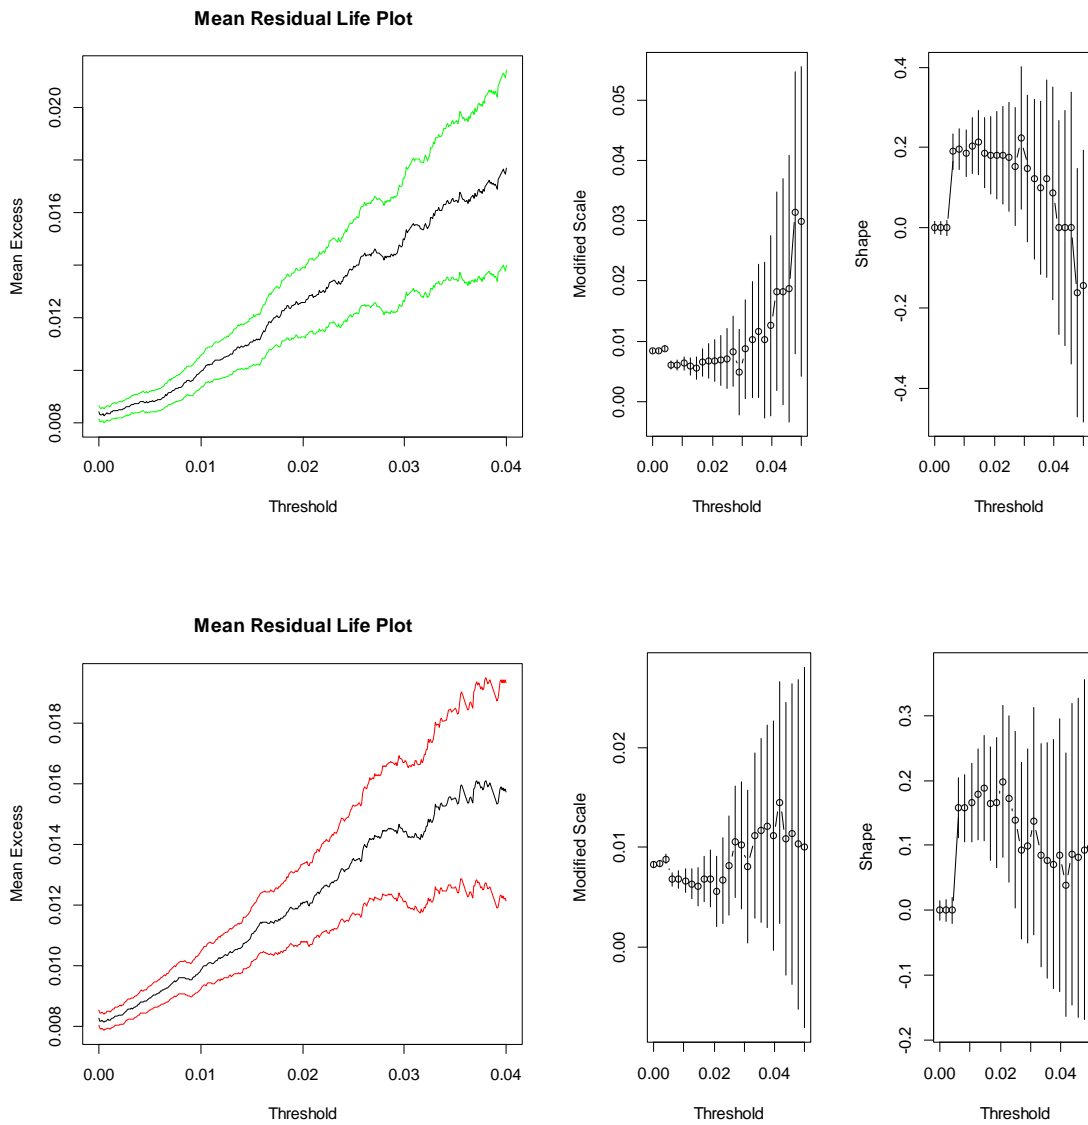 Mean Residual Life Plot
Mean Excess
0.008 0.012 0.016 0.020
0.00 0.01 0.02 0.03 0.04
Threshold
Modified Scale
0.00 0.01 0.02 0.03 0.04 0.05
0.00 0.02 0.04
Threshold
Shape
-0.4 -0.2 0.0 0.2 0.4
0.00 0.02 0.04
Threshold
Mean Residual Life Plot
Mean Excess
0.008 0.010 0.012 0.014 0.016 0.018
0.00 0.01 0.02 0.03 0.04
Threshold
Modified Scale
0.00 0.01 0.02
0.00 0.02 0.04
Threshold
Shape
-0.2 -0.1 0.0 0.1 0.2 0.3
0.00 0.02 0.04
Threshold